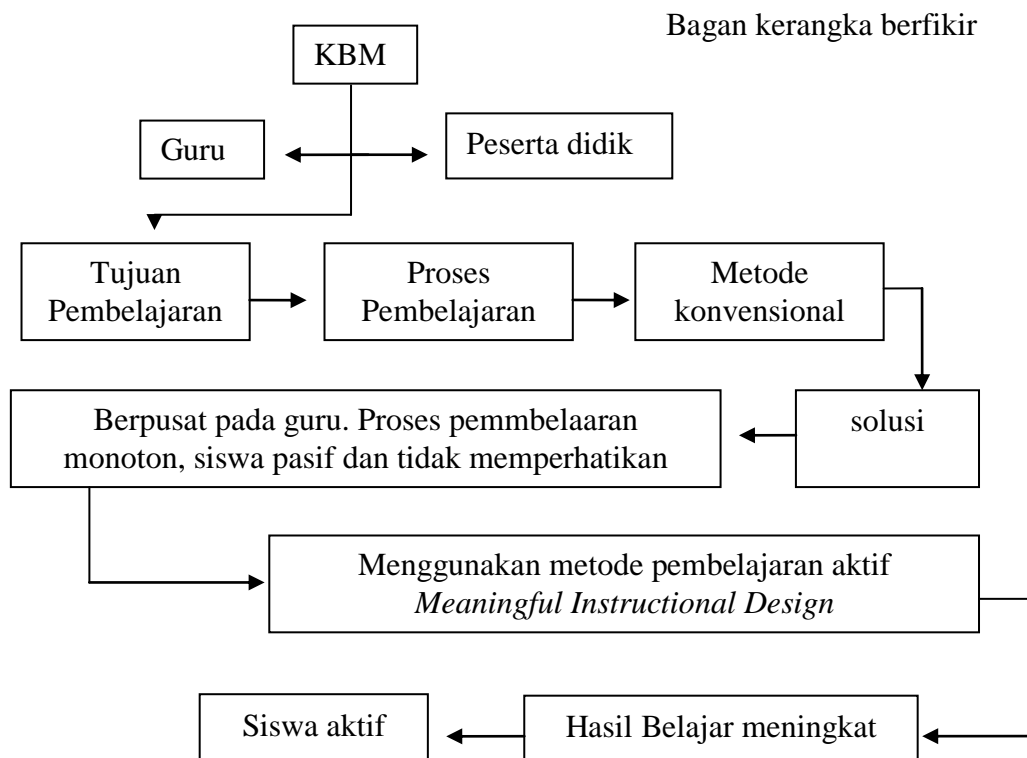 Bagan kerangka berfikir
KBM
Guru
Peserta didik
Tujuan
Pembelajaran
Proses
Pembelajaran
Metode
konvensional
solusi
Berpusat pada guru. Proses pemmbelaaran
monoton, siswa pasif dan tidak memperhatikan
Menggunakan metode pembelajaran aktif
Meaningful Instructional Design
Hasil Belajar meningkat
Siswa aktif